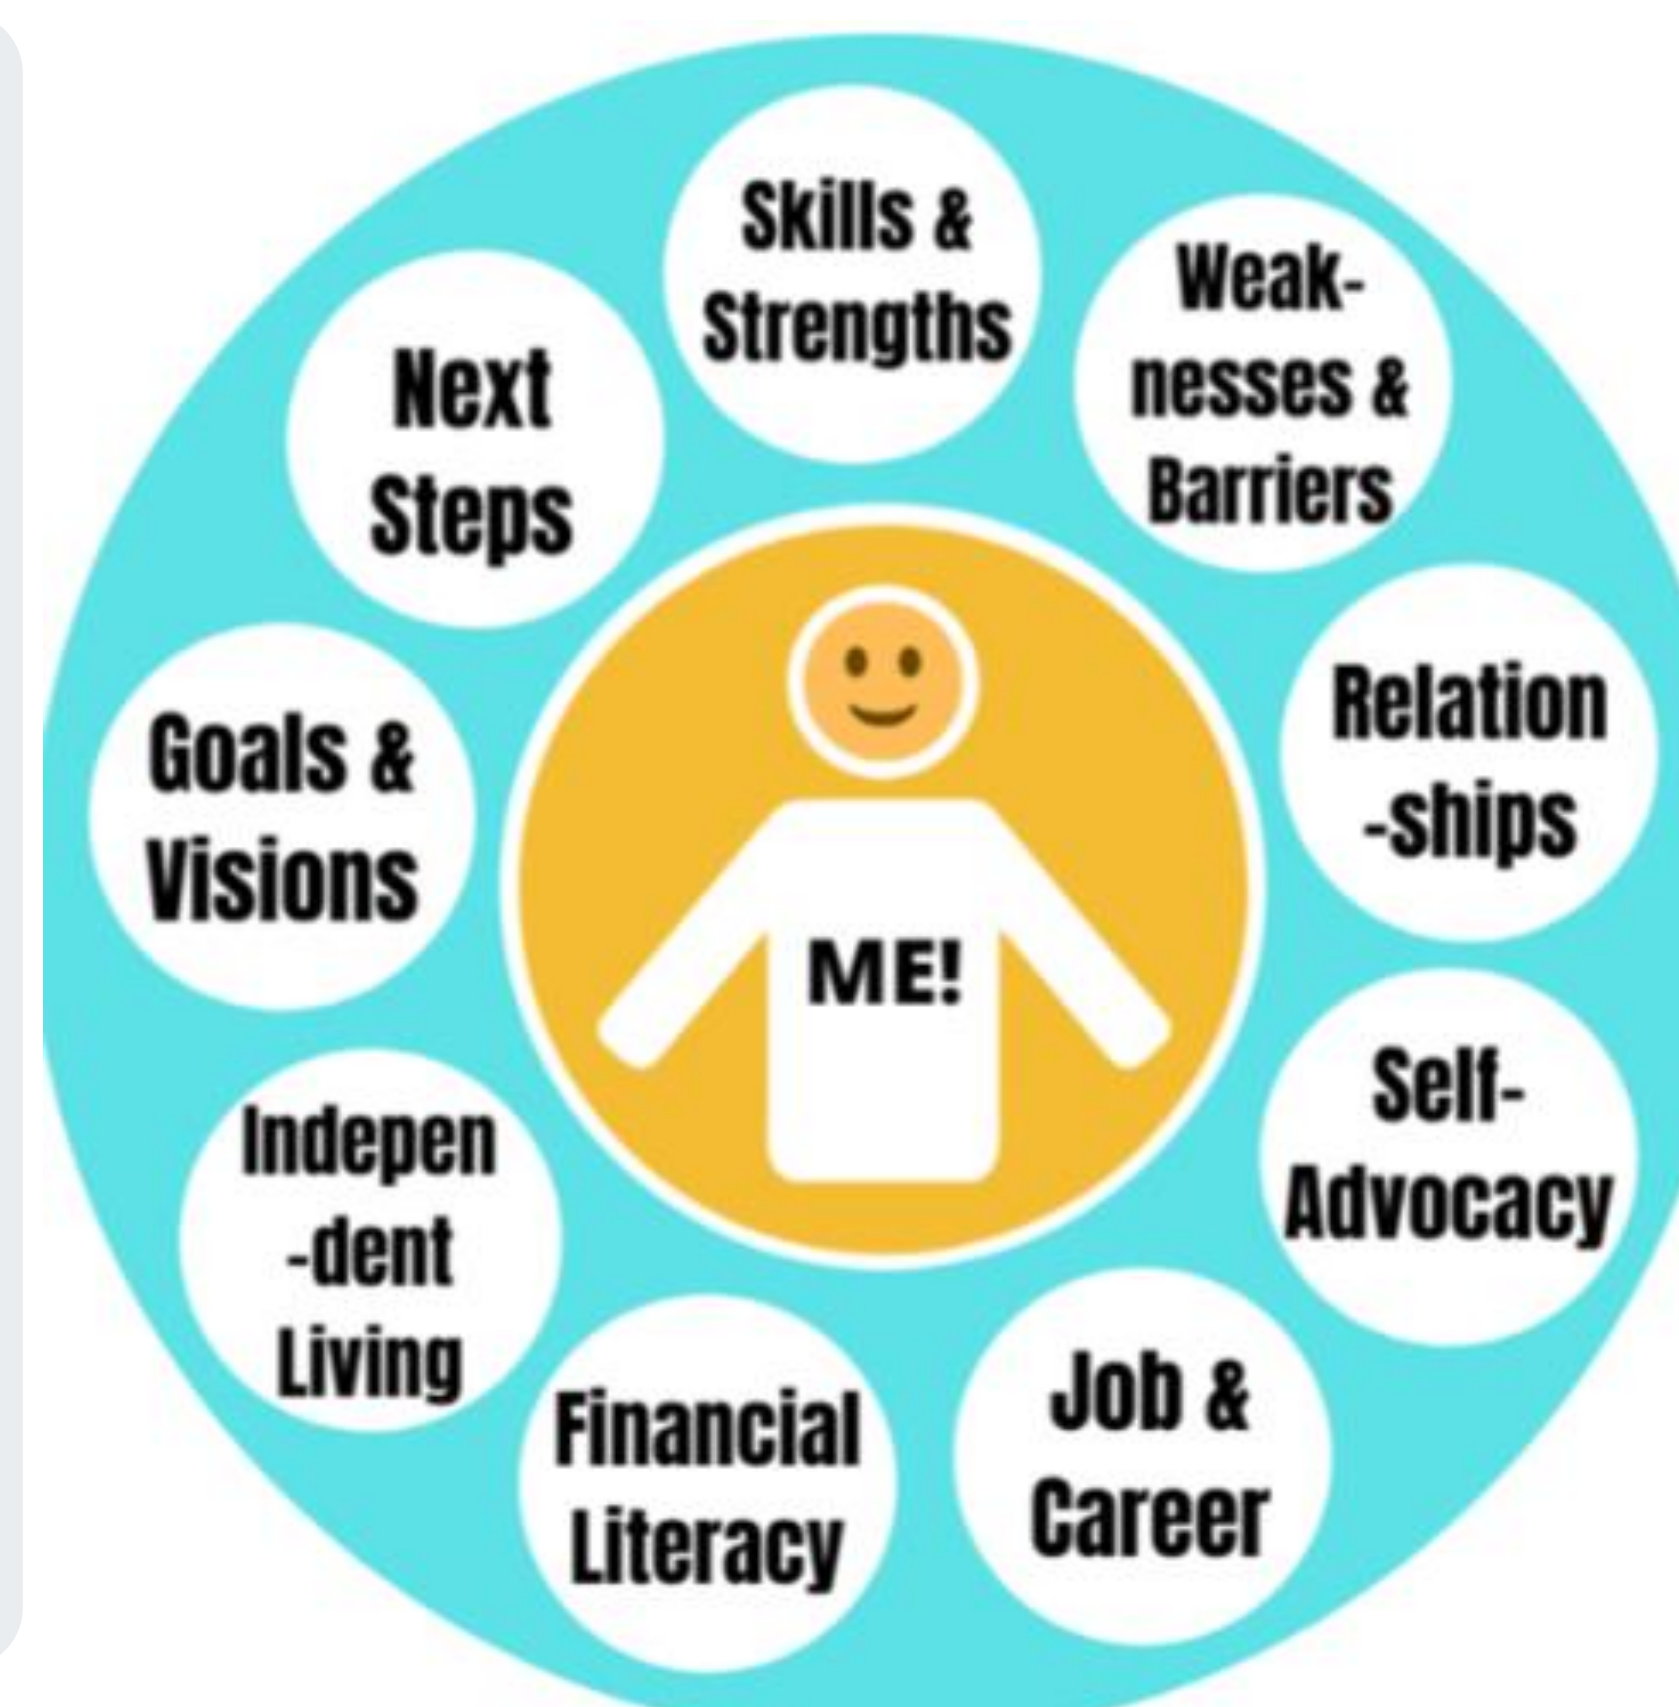 Skills &
Strengths
Weak-
nesses &
Barriers
Relation
-ships
Self-
Advocacy
Job &
Career
Financial
Literacy
Indepen
-dent
Living
Goals &
Visions
Next
Steps
ME!